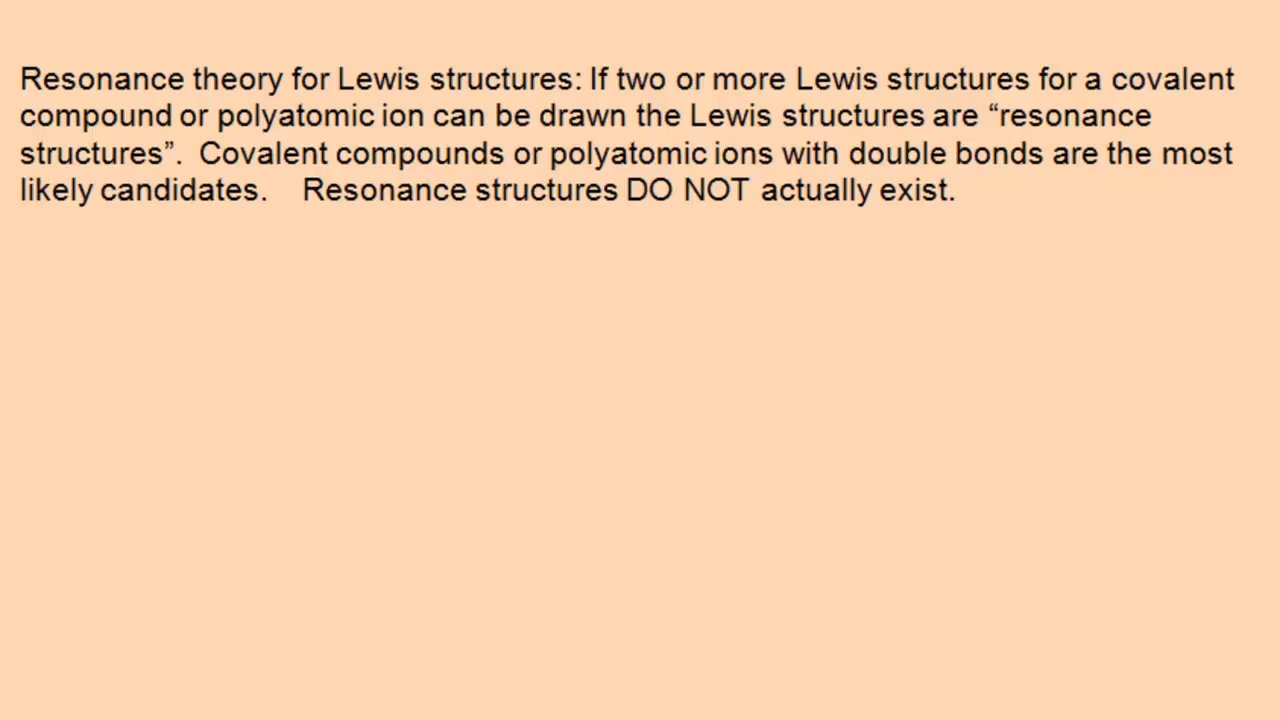 Resonance theory for Lewis structures: If two or more Lewis structures for a covalent
compound or polyatomic ion can be drawn the Lewis structures are “resonance
structures”.  Covalent compounds or polyatomic ions with double bonds are the most
likely candidates.    Resonance structures DO NOT actually exist.